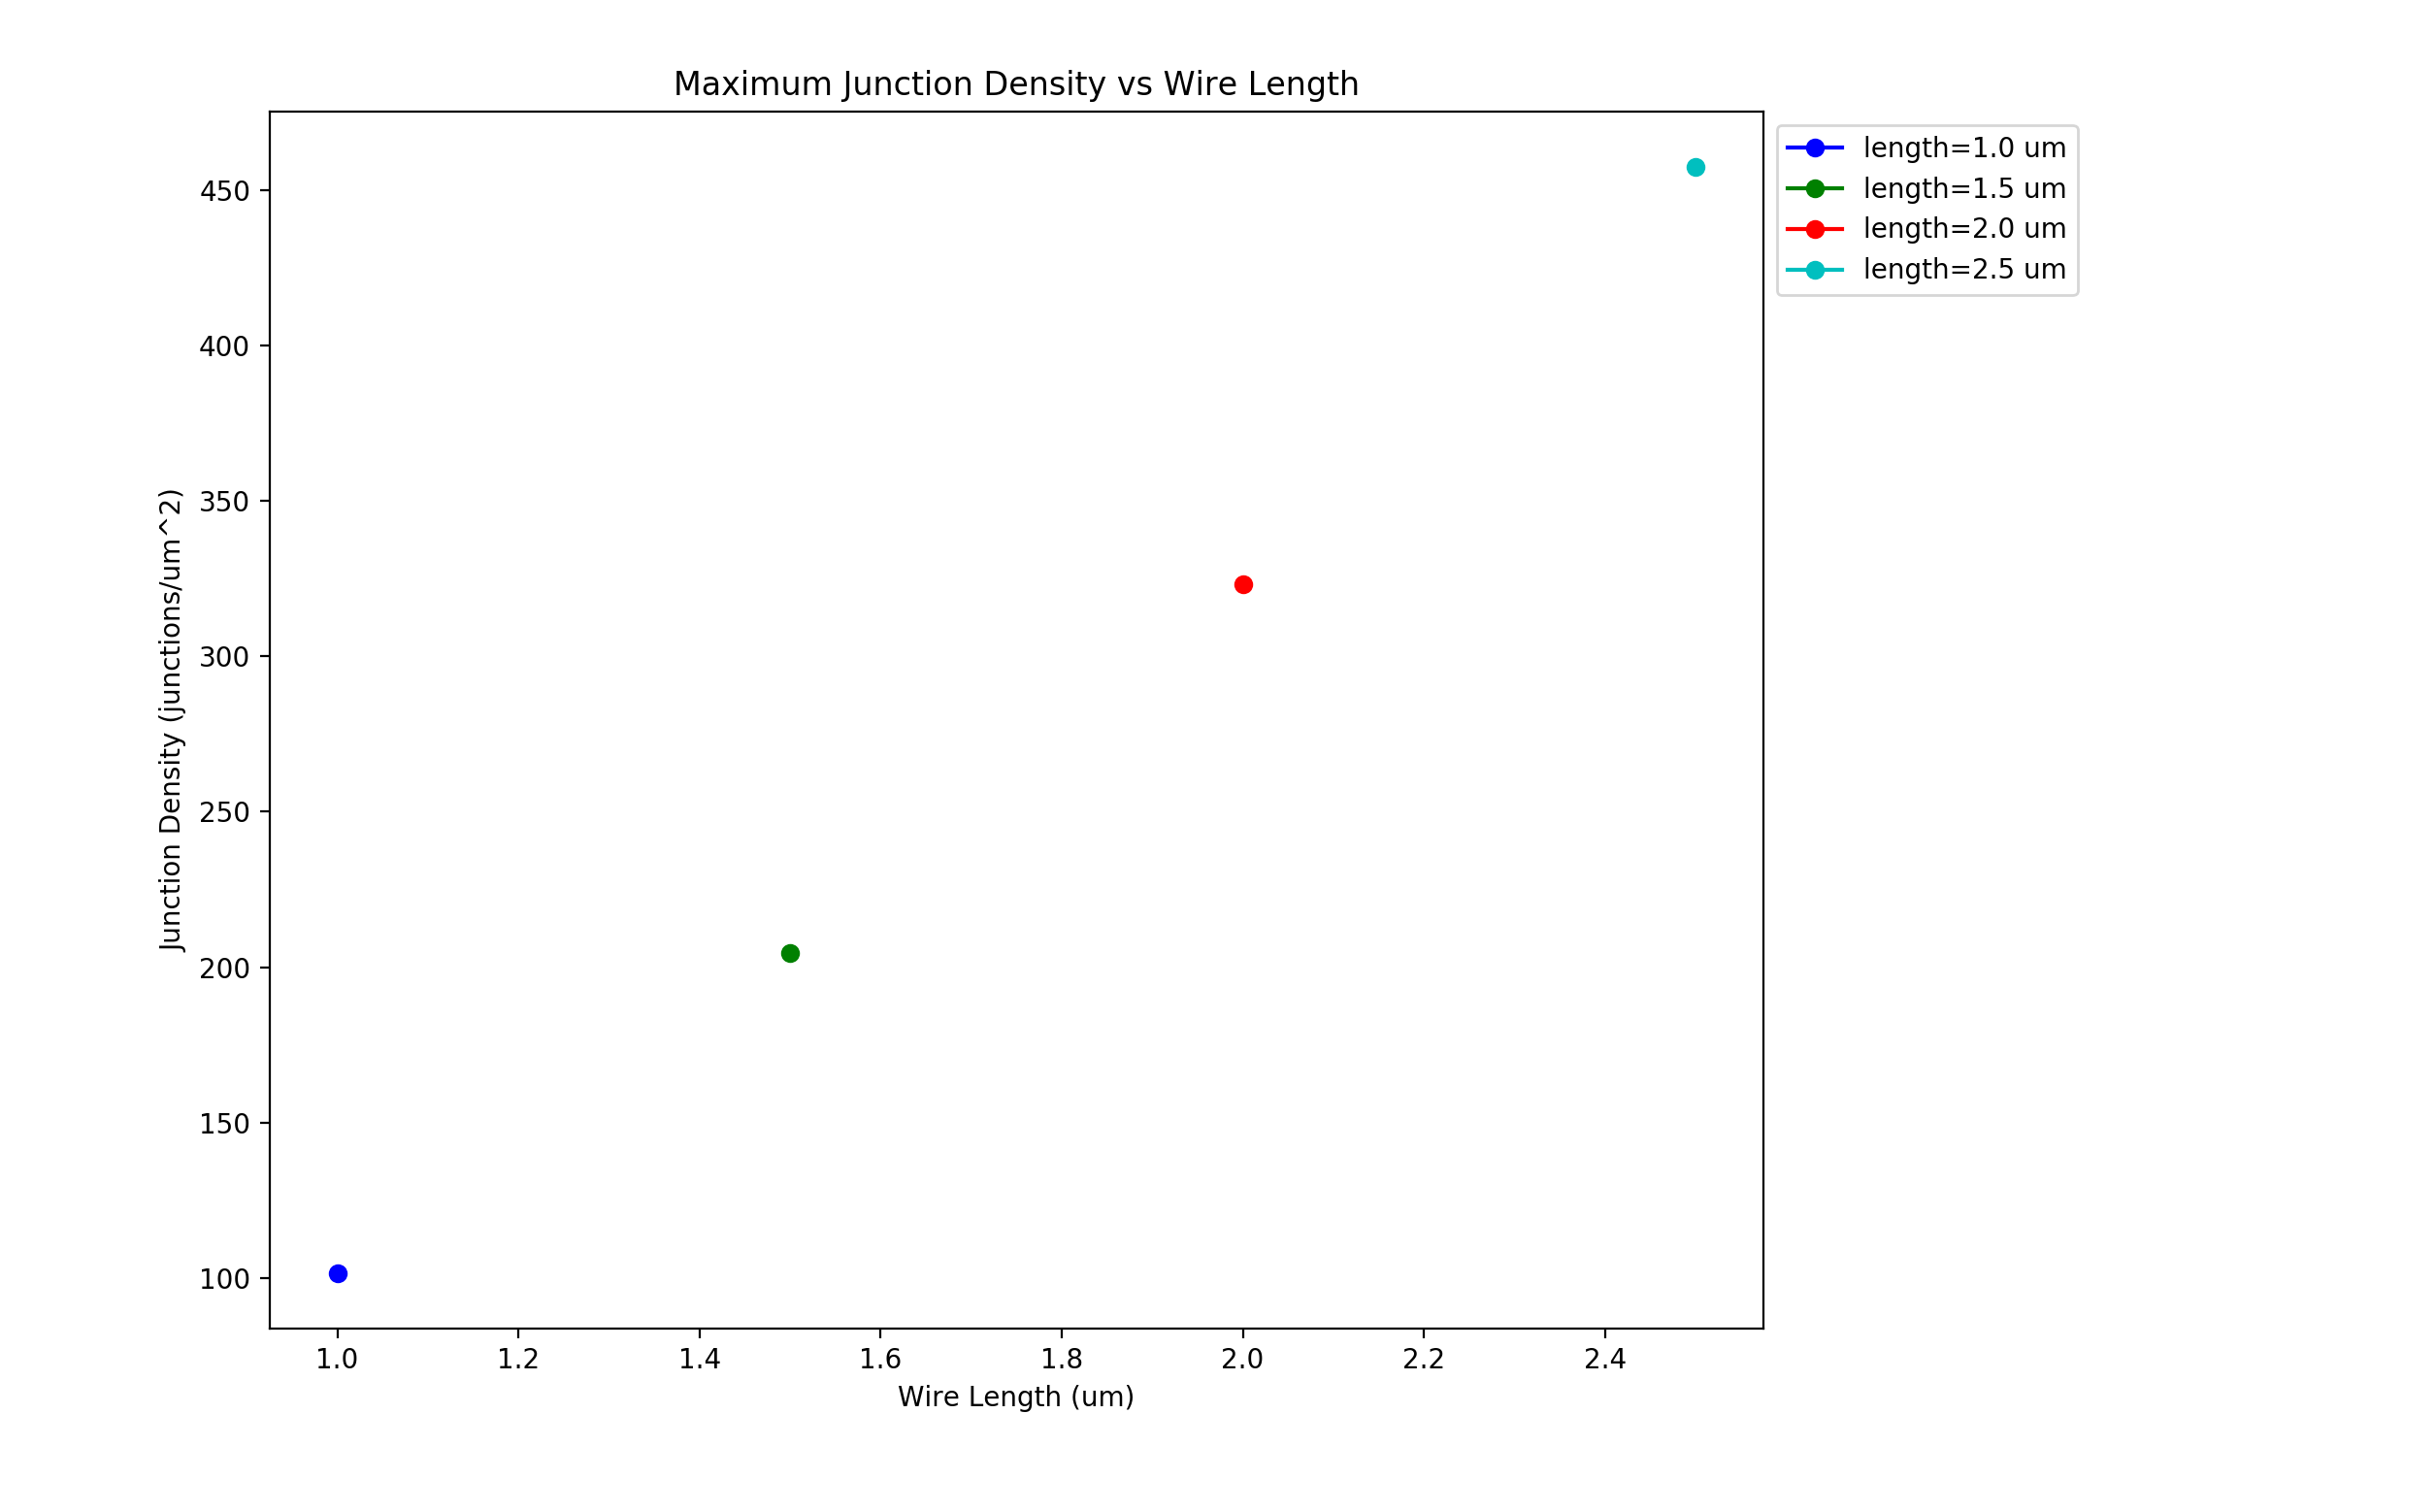 Maximum Junction Density vs Wire Length
Junction Density (junctions/um^2)
450
400
350
300
250
200
150
100
1.0
1.2
1.4
1.6
1.8
2.0
2.2
2.4
Wire Length (um)
length=1.0 um
length=1.5 um
length=2.0 um
length=2.5 um